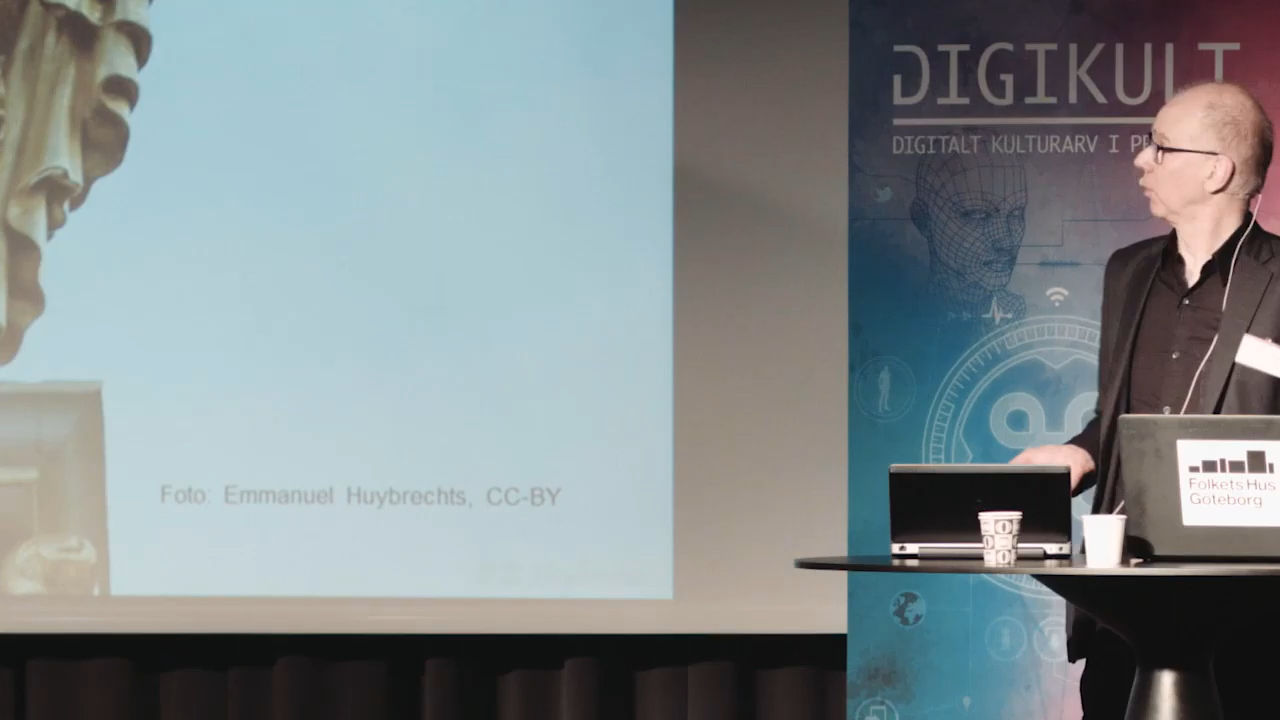 DIGIKULT
DIGITALT KULTURARV I
Foto: Emmanuel Huybrechts, CC-BY
Folkets Hus
Göteborg